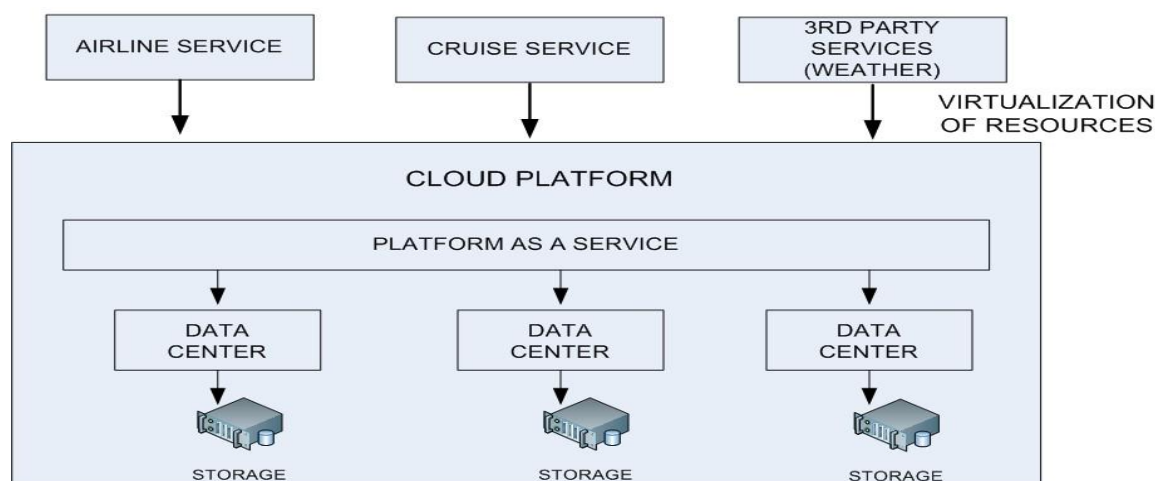 AIRLINE SERVICE
CRUISE SERVICE
3RD PARTY
SERVICES
(WEATHER)
VIRTUALIZATION
OF RESOURCES
CLOUD PLATFORM
PLATFORM AS A SERVICE
DATA
CENTER
DATA
CENTER
DATA
CENTER
STORAGE
STORAGE
STORAGE